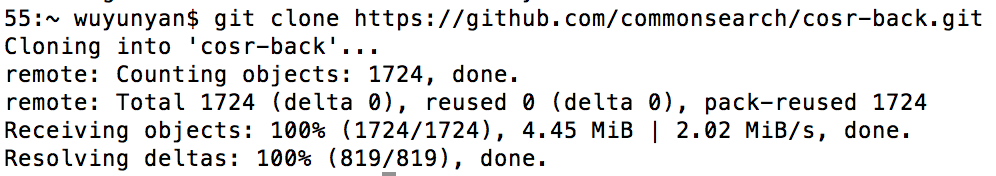 55:~ wuyunyan$ git clone https://github.com/commonsearch/cosr-back.git
Cloning into 'cosr-back'...
remote: Counting objects: 1724, done.
remote: Total 1724 (delta 0), reused 0 (delta 0), pack-reused 1724
Receiving objects: 100% (1724/1724), 4.45 MiB | 2.02 MiB/s, done.
Resolving deltas: 100% (819/819), done.